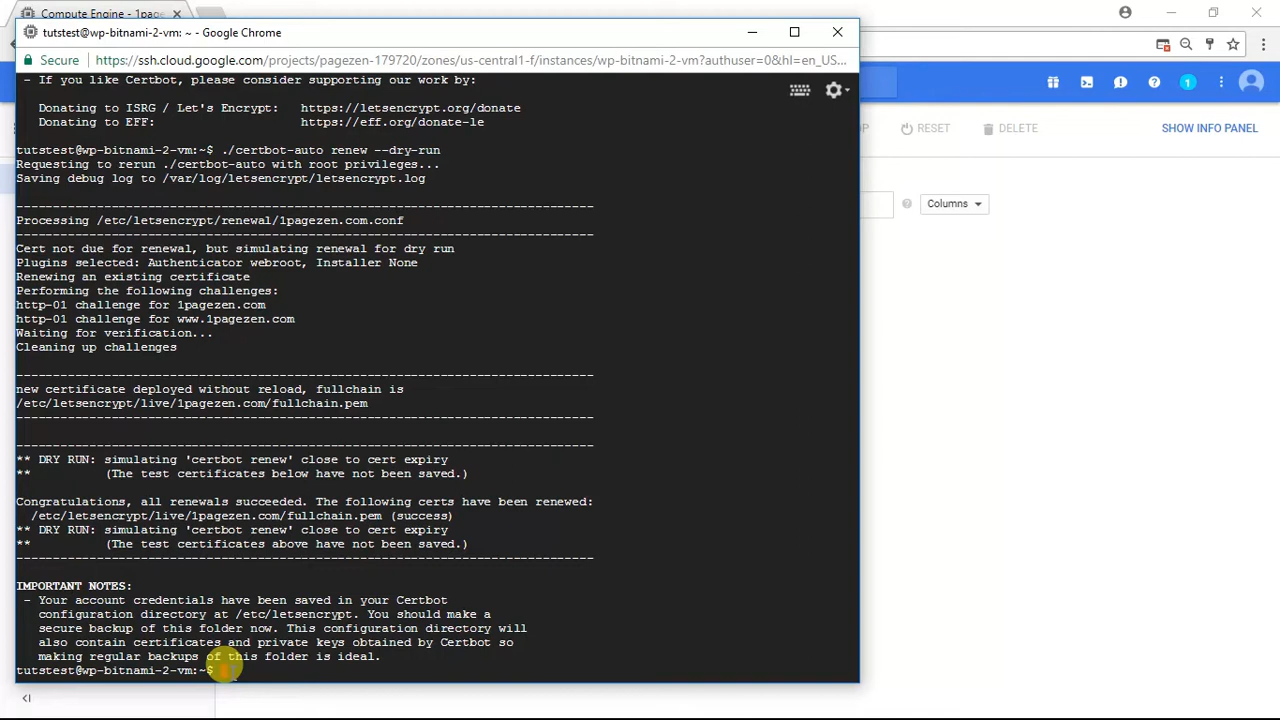 Compute Engine - 1page
tutstest@wp-bitnami-2-vm: ~ - Google Chrome
Secure https://ssh.cloud.google.com/projects/pagezen-179720/zones/us-central1-f/instances/wp-bitnami-2-vm?authuser=0&hl=en_US...
- If you like Certbot, please consider supporting our work by:
Donating to ISRG / Let's Encrypt: https://letsencrypt.org/donate
Donating to EFF: https://eff.org/donate-le
1
RESET
DELETE
SHOW INFO PANEL
tutstest@wp-bitnami-2-vm:~$ ./certbot-auto renew --dry-run
Requesting to rerun ./certbot-auto with root privileges...
Saving debug log to /var/log/letsencrypt/letsencrypt.log
-------------------------------------------------------------------------------
Processing /etc/letsencrypt/renewal/1pagezen.com.conf
-------------------------------------------------------------------------------
Columns
Cert not due for renewal, but simulating renewal for dry run
Plugins selected: Authenticator webroot, Installer None
Renewing an existing certificate
Performing the following challenges:
http-01 challenge for 1pagezen.com
http-01 challenge for www.1pagezen.com
Waiting for verification...
Cleaning up challenges
-------------------------------------------------------------------------------
new certificate deployed without reload, fullchain is
/etc/letsencrypt/live/1pagezen.com/fullchain.pem
-------------------------------------------------------------------------------
-------------------------------------------------------------------------------
** DRY RUN: simulating 'certbot renew' close to cert expiry
** (The test certificates below have not been saved.)
Congratulations, all renewals succeeded. The following certs have been renewed:
/etc/letsencrypt/live/1pagezen.com/fullchain.pem (success)
** DRY RUN: simulating 'certbot renew' close to cert expiry
** (The test certificates above have not been saved.)
-------------------------------------------------------------------------------
IMPORTANT NOTES:
- Your account credentials have been saved in your Certbot
configuration directory at /etc/letsencrypt. You should make a
secure backup of this folder now. This configuration directory will
also contain certificates and private keys obtained by Certbot so
making regular backups of this folder is ideal.
tutstest@wp-bitnami-2-vm:~$